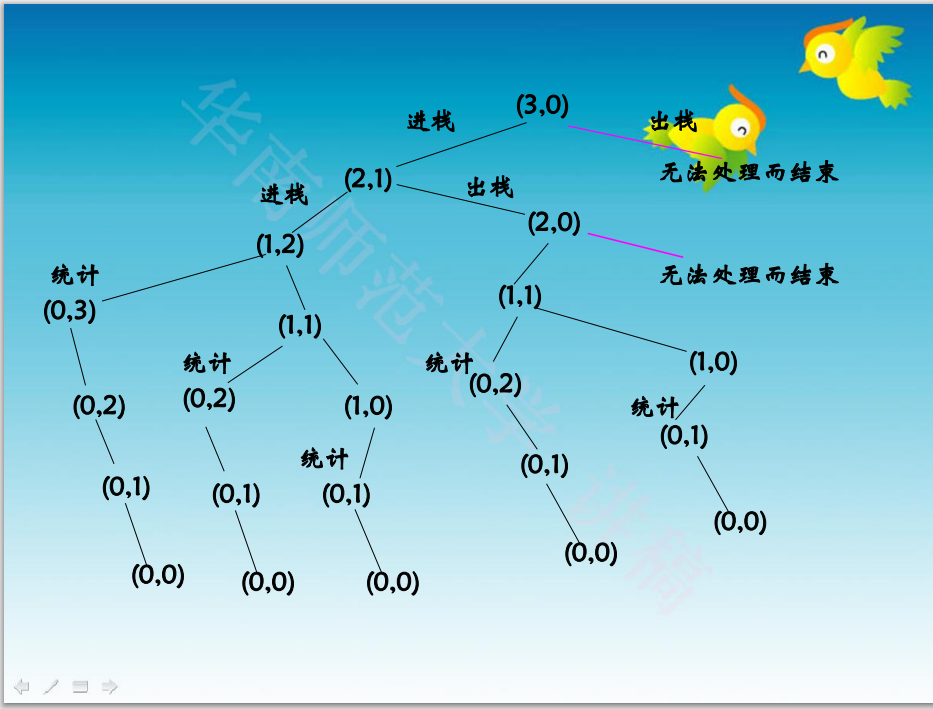 (3,0)
进栈
出栈
无法处理而结束
(2,1)
进栈
出栈
(2,0)
(1,2)
统计
无法处理而结束
(0,3)
(1,1)
(1,1)
统计
统计
(1,0)
(0,2)
(0,2)
(1,0)
(0,2)
统计
(0,1)
统计
(0,1)
(0,1)
(0,1)
(0,1)
(0,0)
(0,0)
(0,0)
(0,0)
(0,0)
华南师范大学 讲稿